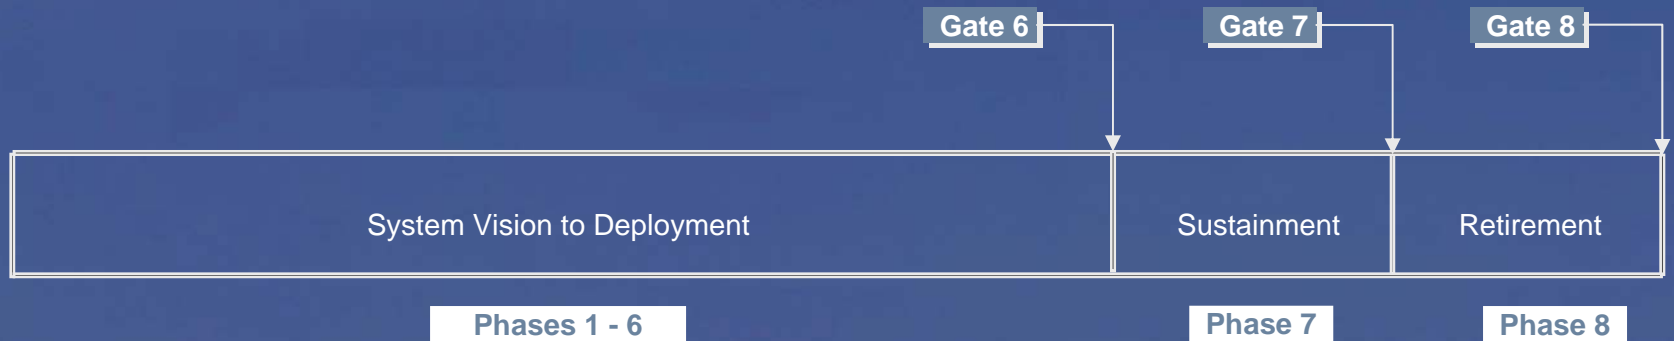 Gate 6
Gate 7
Gate 8
System Vision to Deployment
Sustainment
Retirement
Phases 1 - 6
Phase 7
Phase 8